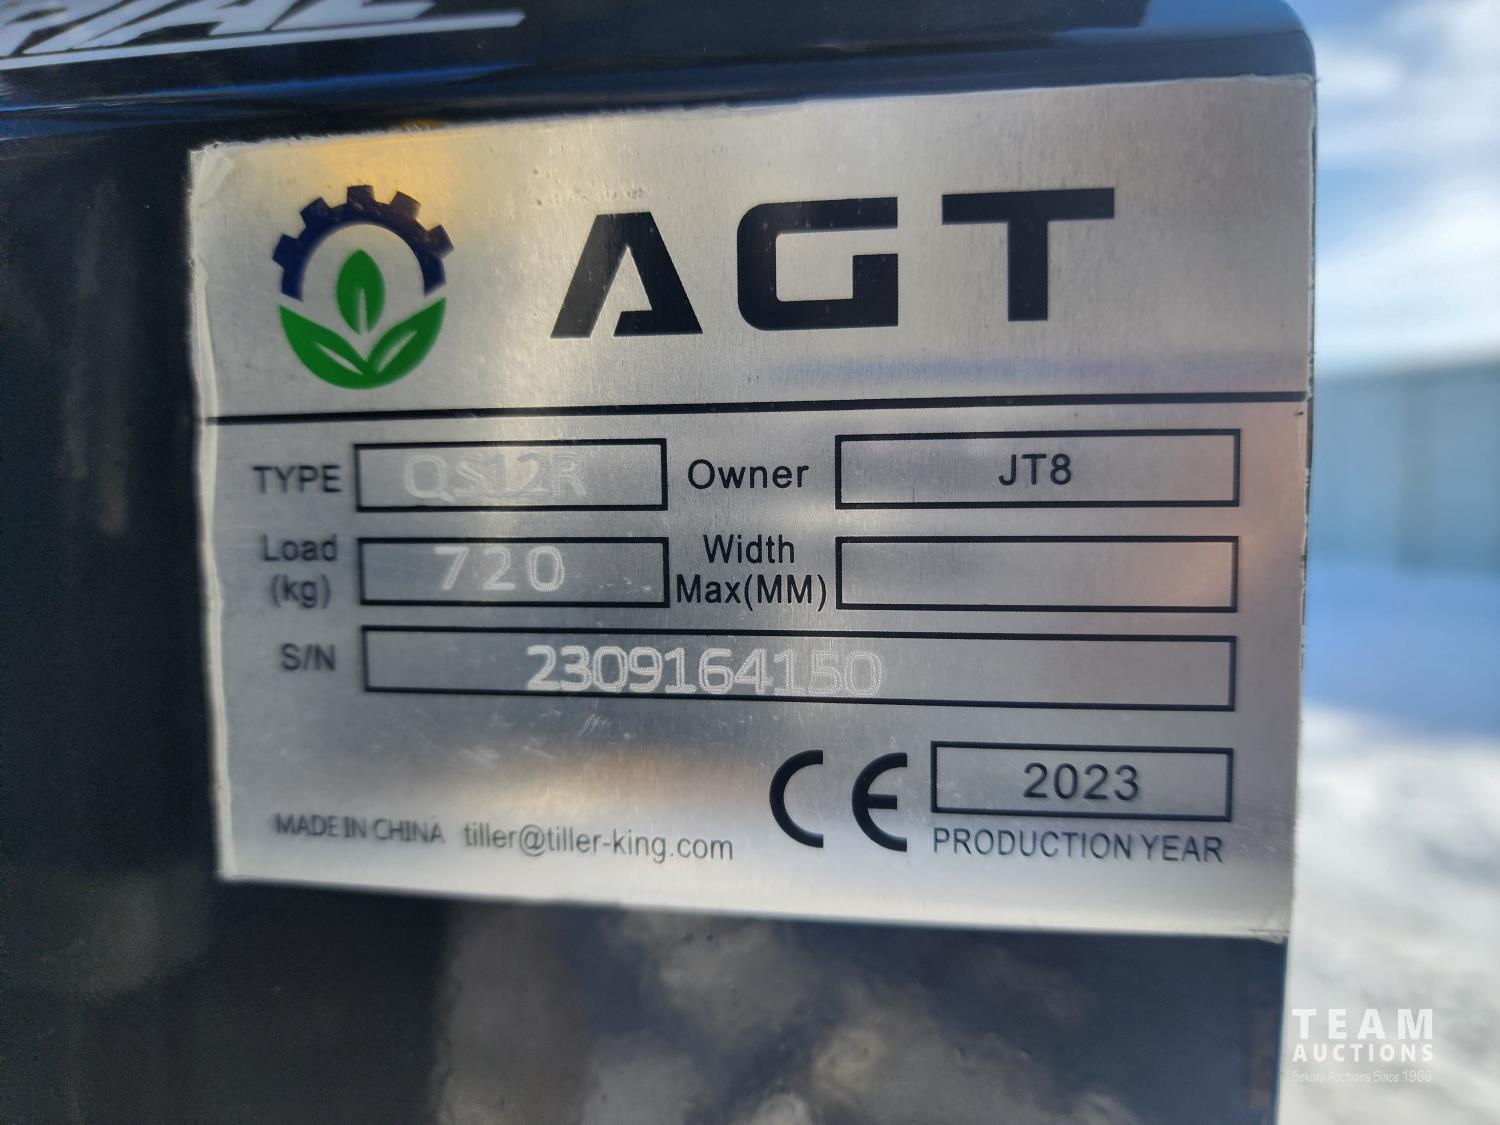 AGT
TYPE QS12R Owner JT8
Load (kg) 720 Width Max(MM)
S/N 2309164150
CE 2023
MADE IN CHINA tiller@tiller-king.com PRODUCTION YEAR
TEAM
AUCTIONS
Sekura Auctions Since 1966